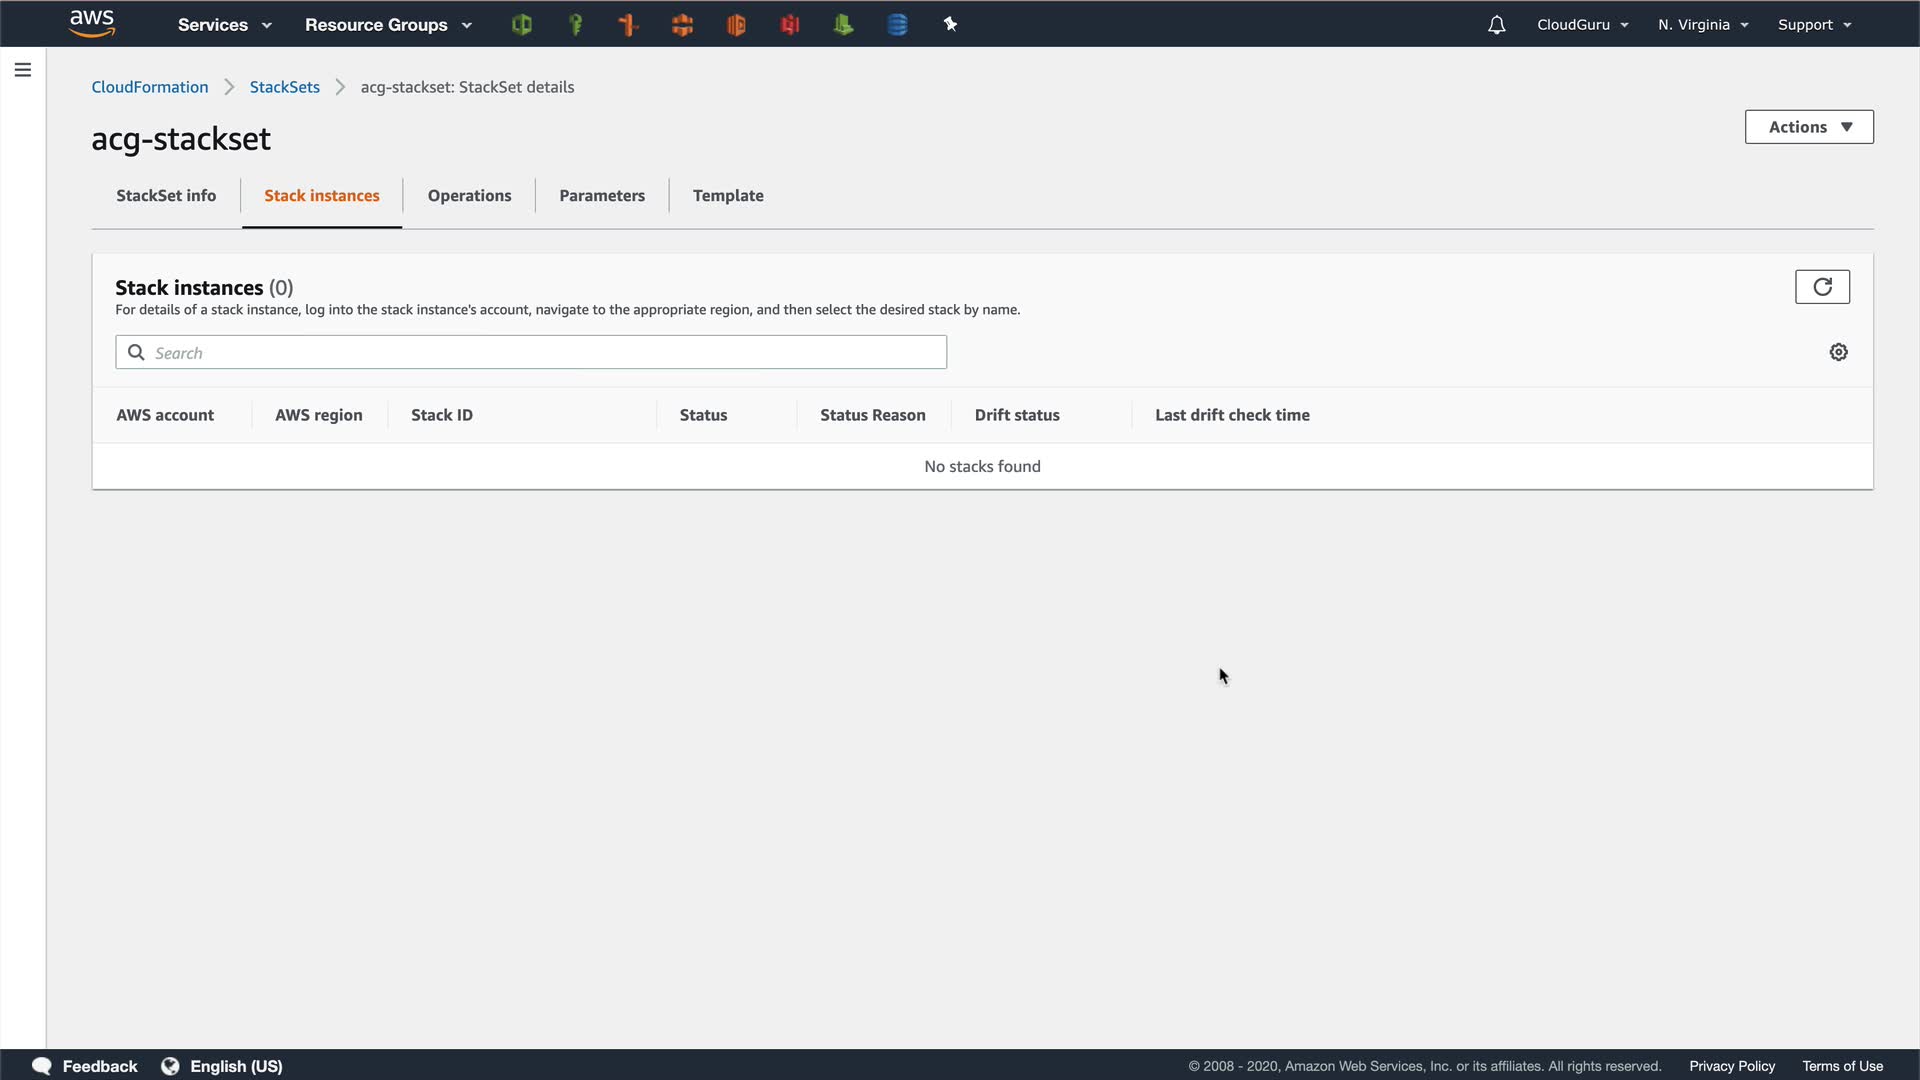 aws Services Resource Groups CloudGuru N. Virginia Support
CloudFormation StackSets acg-stackset: StackSet details
acg-stackset
Actions
StackSet info Stack instances Operations Parameters Template
Stack instances (0)
For details of a stack instance, log into the stack instance's account, navigate to the appropriate region, and then select the desired stack by name.
Search
AWS account AWS region Stack ID Status Status Reason Drift status Last drift check time
No stacks found
Feedback English (US) © 2008 - 2020, Amazon Web Services, Inc. or its affiliates. All rights reserved. Privacy Policy Terms of Use